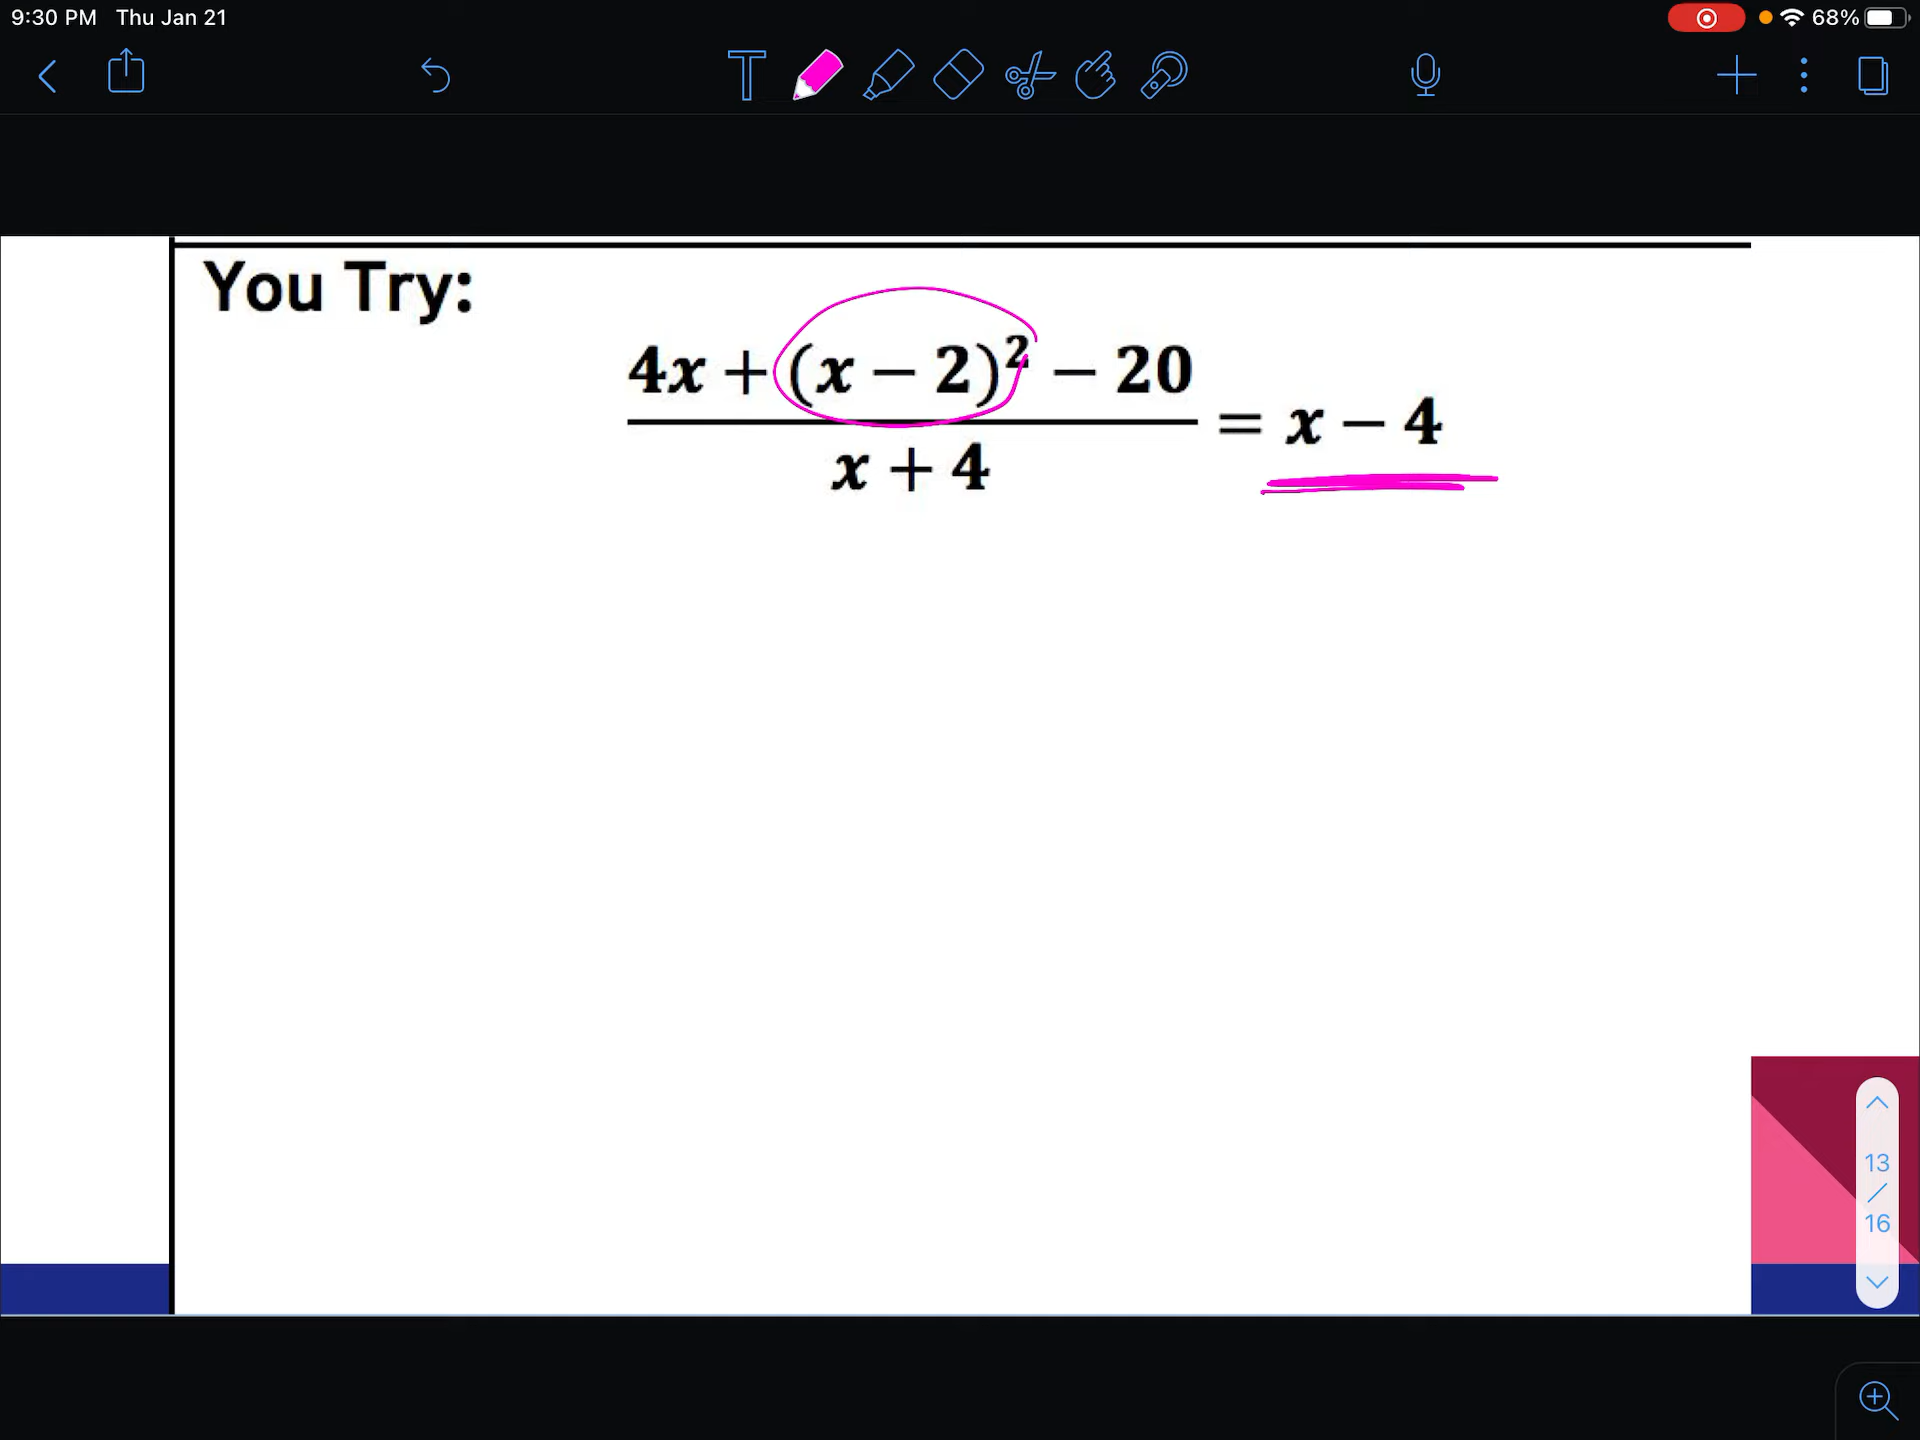 9:30 PM Thu Jan 21
68%
T
You Try:
4x + (x − 2)² − 20
= x − 4
x + 4
13
/
16